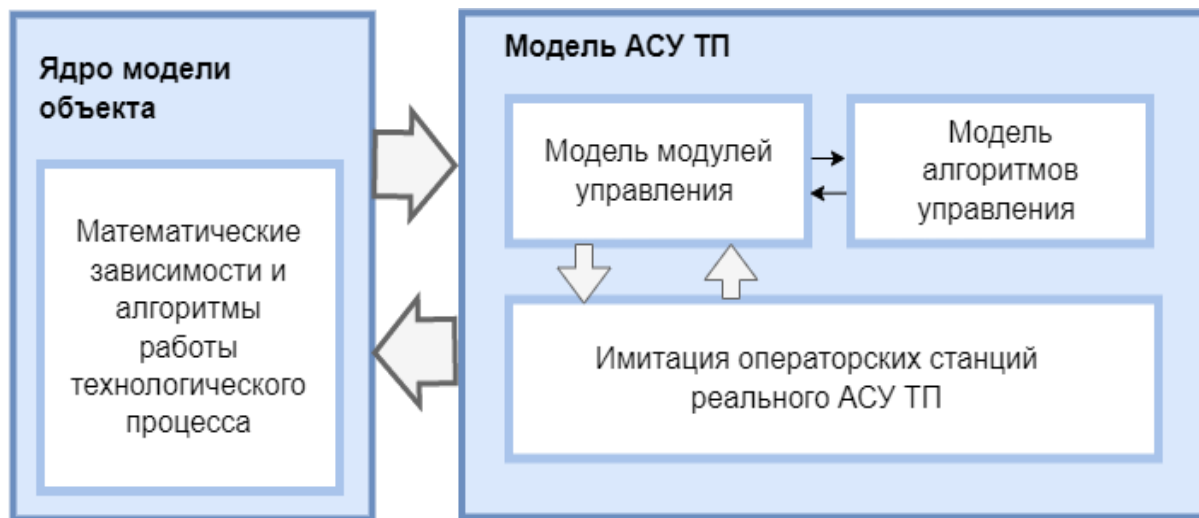 Ядро модели
объекта
Математические
зависимости и
алгоритмы
работы
технологического
процесса
Модель АСУ ТП
Модель модулей
управления
Модель
алгоритмов
управления
Имитация операторских станций
реального АСУ ТП